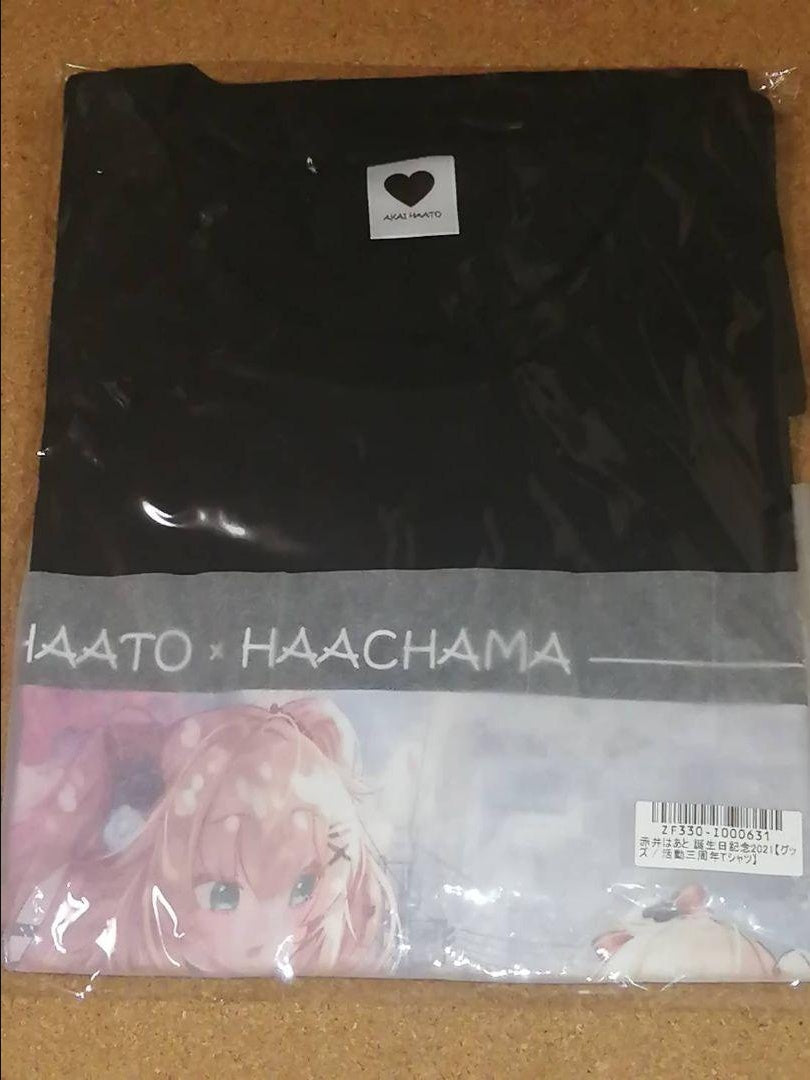 AKAI HAATO
HAATO × HAACHAMA
ZF330-I000631
赤井はあと 誕生日記念2021【グッ
ズ / 活動三周年Tシャツ】